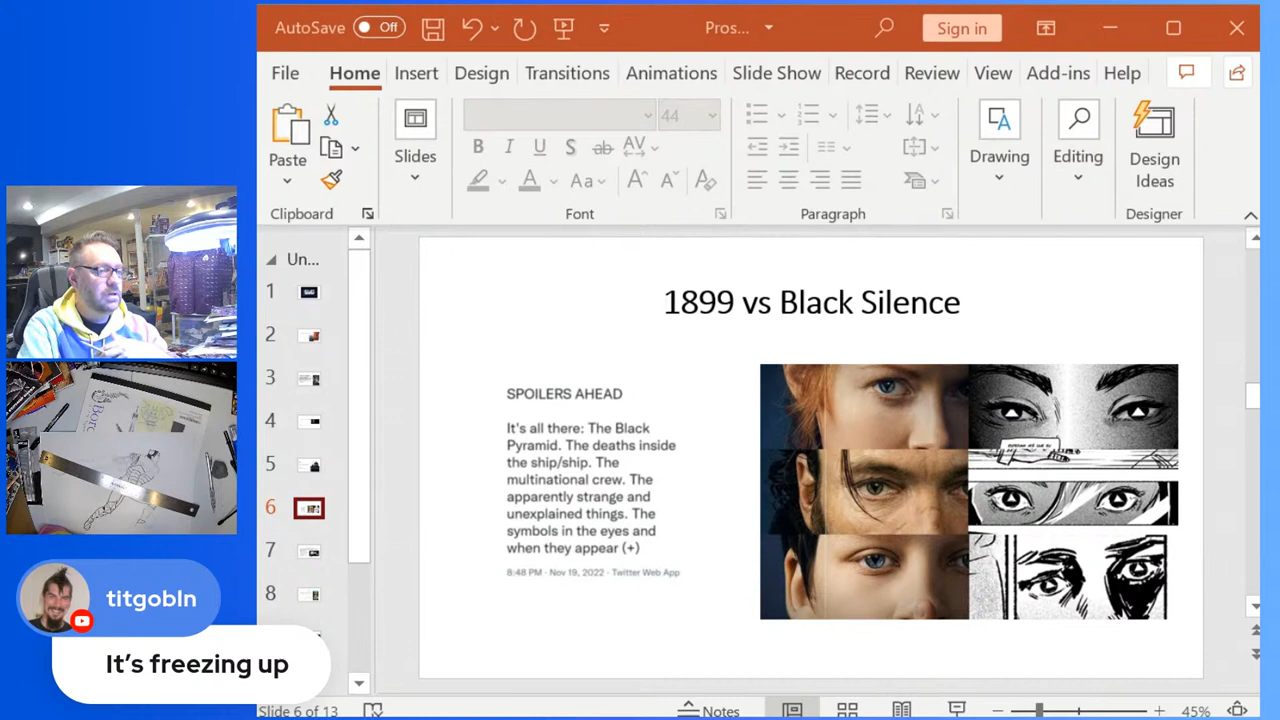 AutoSave Off Pros... Sign in
File Home Insert Design Transitions Animations Slide Show Record Review View Add-ins Help
44
Paste Slides Drawing Editing Design Ideas
Clipboard Font Paragraph Designer
Un...
1
2
3
4
5
6
7
8
1899 vs Black Silence
SPOILERS AHEAD
It's all there: The Black
Pyramid. The deaths inside
the ship/ship. The
multinational crew. The
apparently strange and
unexplained things. The
symbols in the eyes and
when they appear (+)
8:48 PM · Nov 19, 2022 · Twitter Web App
titgobln
It's freezing up
Slide 6 of 13 Notes 45%